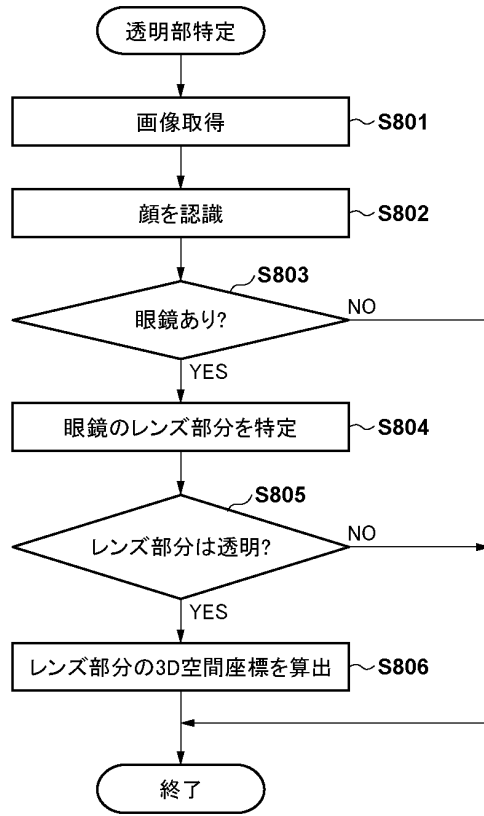 透明部特定
画像取得
S801
顔を認識
S802
S803
眼鏡あり?
NO
YES
眼鏡のレンズ部分を特定
S804
S805
レンズ部分は透明?
NO
YES
レンズ部分の3D空間座標を算出
S806
終了